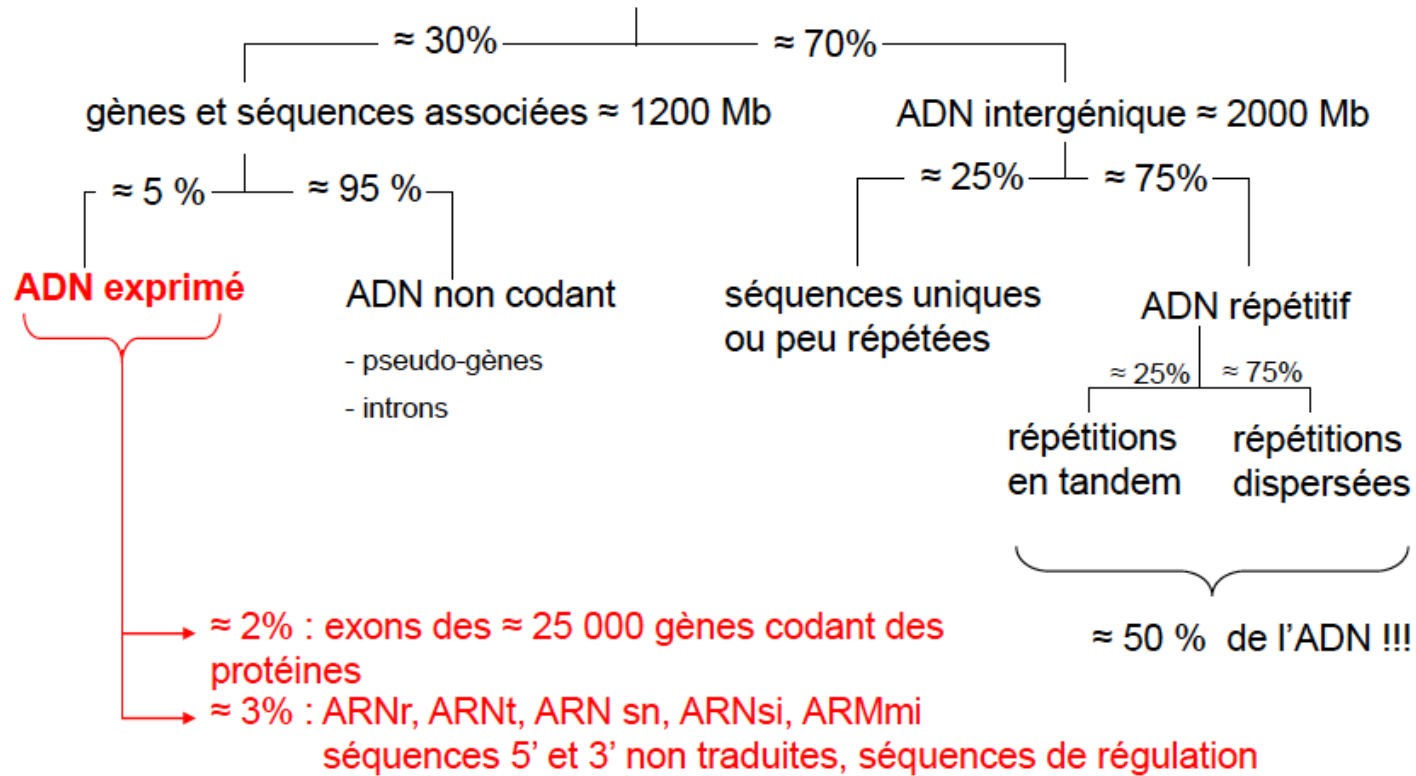 ≈ 30%
≈ 70%
gènes et séquences associées ≈ 1200 Mb
ADN intergénique ≈ 2000 Mb
≈ 5 %
≈ 95 %
≈ 25%
≈ 75%
ADN exprimé
ADN non codant
- pseudo-gènes
- introns
séquences uniques
ou peu répétées
ADN répétitif
≈ 25%
≈ 75%
répétitions
en tandem
répétitions
dispersées
≈ 50 % de l'ADN !!!
≈ 2% : exons des ≈ 25 000 gènes codant des
protéines
≈ 3% : ARNr, ARNt, ARN sn, ARNsi, ARMmi
séquences 5’ et 3’ non traduites, séquences de régulation